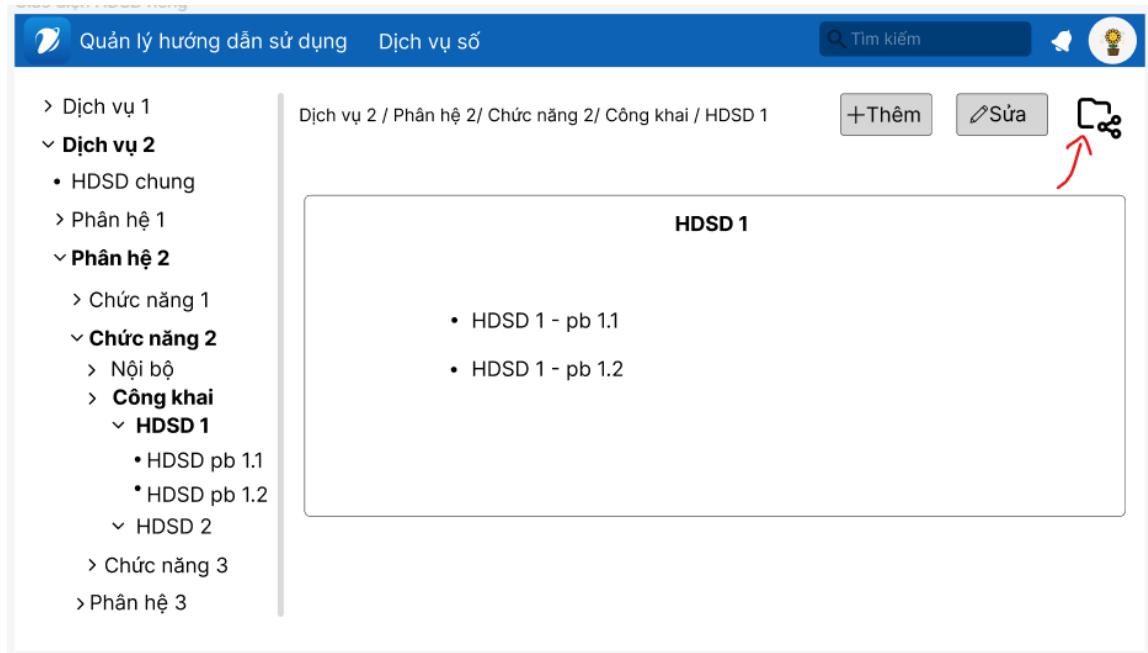 Giao diện HDSD riêng
Quản lý hướng dẫn sử dụng Dịch vụ số Tìm kiếm
> Dịch vụ 1
Dịch vụ 2
• HDSD chung
> Phân hệ 1
Phân hệ 2
> Chức năng 1
Chức năng 2
> Nội bộ
> Công khai
HDSD 1
• HDSD pb 1.1
• HDSD pb 1.2
HDSD 2
> Chức năng 3
> Phân hệ 3
Dịch vụ 2 / Phân hệ 2/ Chức năng 2/ Công khai / HDSD 1
+Thêm
Sửa
HDSD 1
• HDSD 1 - pb 1.1
• HDSD 1 - pb 1.2